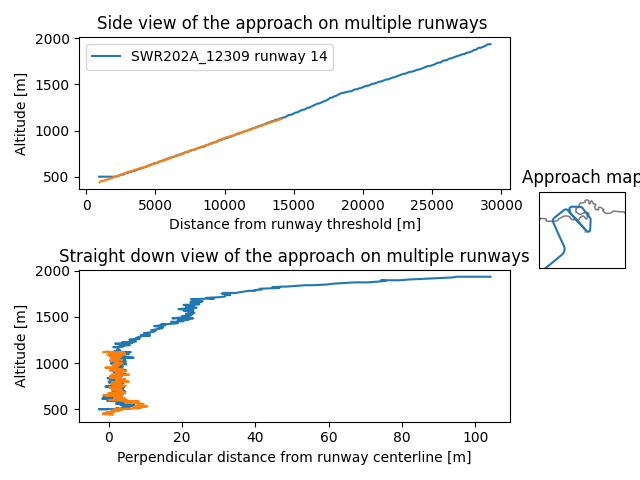 Side view of the approach on multiple runways
2000
1500
1000
500
Altitude [m]
SWR202A_12309 runway 14
0 5000 10000 15000 20000 25000 30000
Distance from runway threshold [m]
Approach map
Straight down view of the approach on multiple runways
2000
1500
1000
500
Altitude [m]
0 20 40 60 80 100
Perpendicular distance from runway centerline [m]